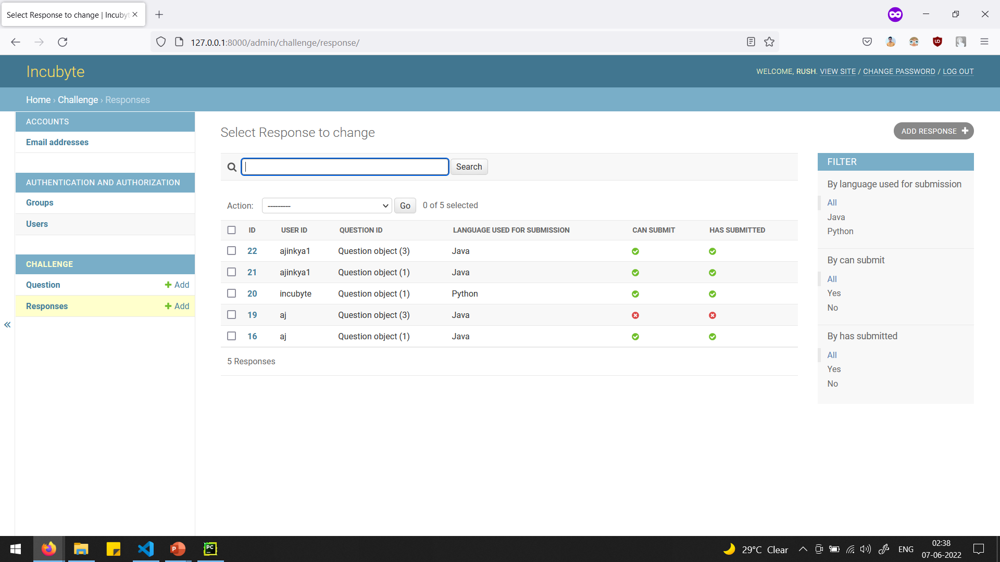 Select Response to change | Incubyt
127.0.0.1:8000/admin/challenge/response/
Incubyte
WELCOME, RUSH. VIEW SITE / CHANGE PASSWORD / LOG OUT
Home › Challenge › Responses
ACCOUNTS
Email addresses
AUTHENTICATION AND AUTHORIZATION
Groups
Users
CHALLENGE
Question + Add
Responses + Add
«
Select Response to change
ADD RESPONSE +
Search
Action: --------- Go 0 of 5 selected
ID USER ID QUESTION ID LANGUAGE USED FOR SUBMISSION CAN SUBMIT HAS SUBMITTED
22 ajinkya1 Question object (3) Java
21 ajinkya1 Question object (1) Java
20 incubyte Question object (1) Python
19 aj Question object (3) Java
16 aj Question object (1) Java
5 Responses
FILTER
By language used for submission
All
Java
Python
By can submit
All
Yes
No
By has submitted
All
Yes
No
29°C Clear
ENG
02:38
07-06-2022